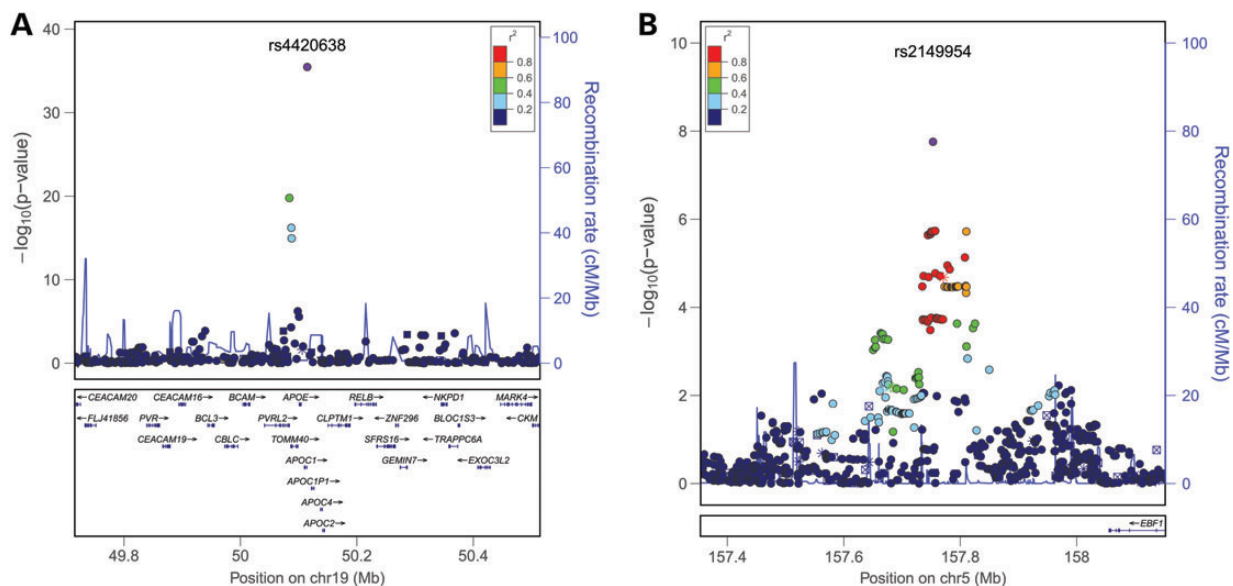 A
rs4420638
r²
0.8
0.6
0.4
0.2
40
30
20
10
0
−log10(p−value)
100
80
60
40
20
0
Recombination rate (cM/Mb)
←CEACAM20 CEACAM16→ BCAM→ APOE→ RELB→ ←NKPD1 MARK4→
←FLJ41856 PVR→ BCL3→ PVRL2→ CLPTM1→ ←ZNF296 BLOC1S3→ ←CKM
CEACAM19→ CBLC→ TOMM40→ SFRS16→ ←TRAPPC6A
APOC1→ GEMIN7→ ←EXOC3L2
APOC1P1→
APOC4→
APOC2→
49.8 50 50.2 50.4
Position on chr19 (Mb)
B
rs2149954
r²
0.8
0.6
0.4
0.2
10
8
6
4
2
0
−log10(p−value)
100
80
60
40
20
0
Recombination rate (cM/Mb)
←EBF1
157.4 157.6 157.8 158
Position on chr5 (Mb)